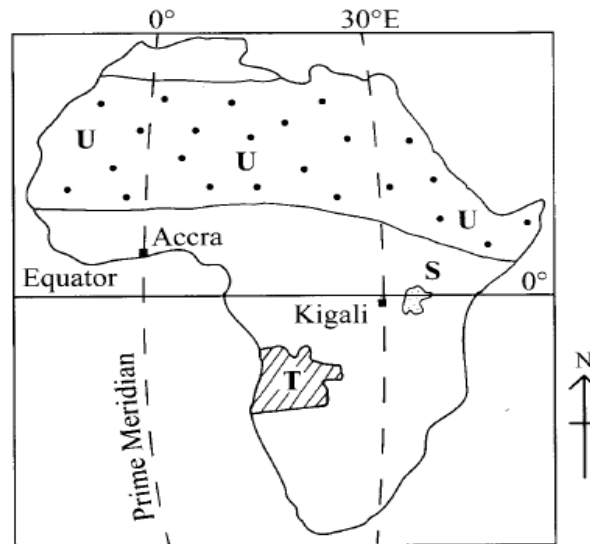 0°
30°E
U
U
U
Accra
S
Equator
0°
Kigali
T
N
Prime Meridian